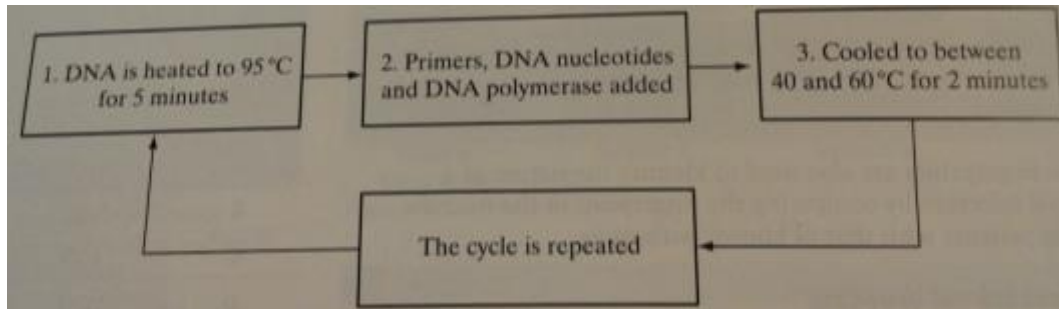 1. DNA is heated to 95 °C
for 5 minutes
2. Primers, DNA nucleotides
and DNA polymerase added
3. Cooled to between
40 and 60 °C for 2 minutes
The cycle is repeated